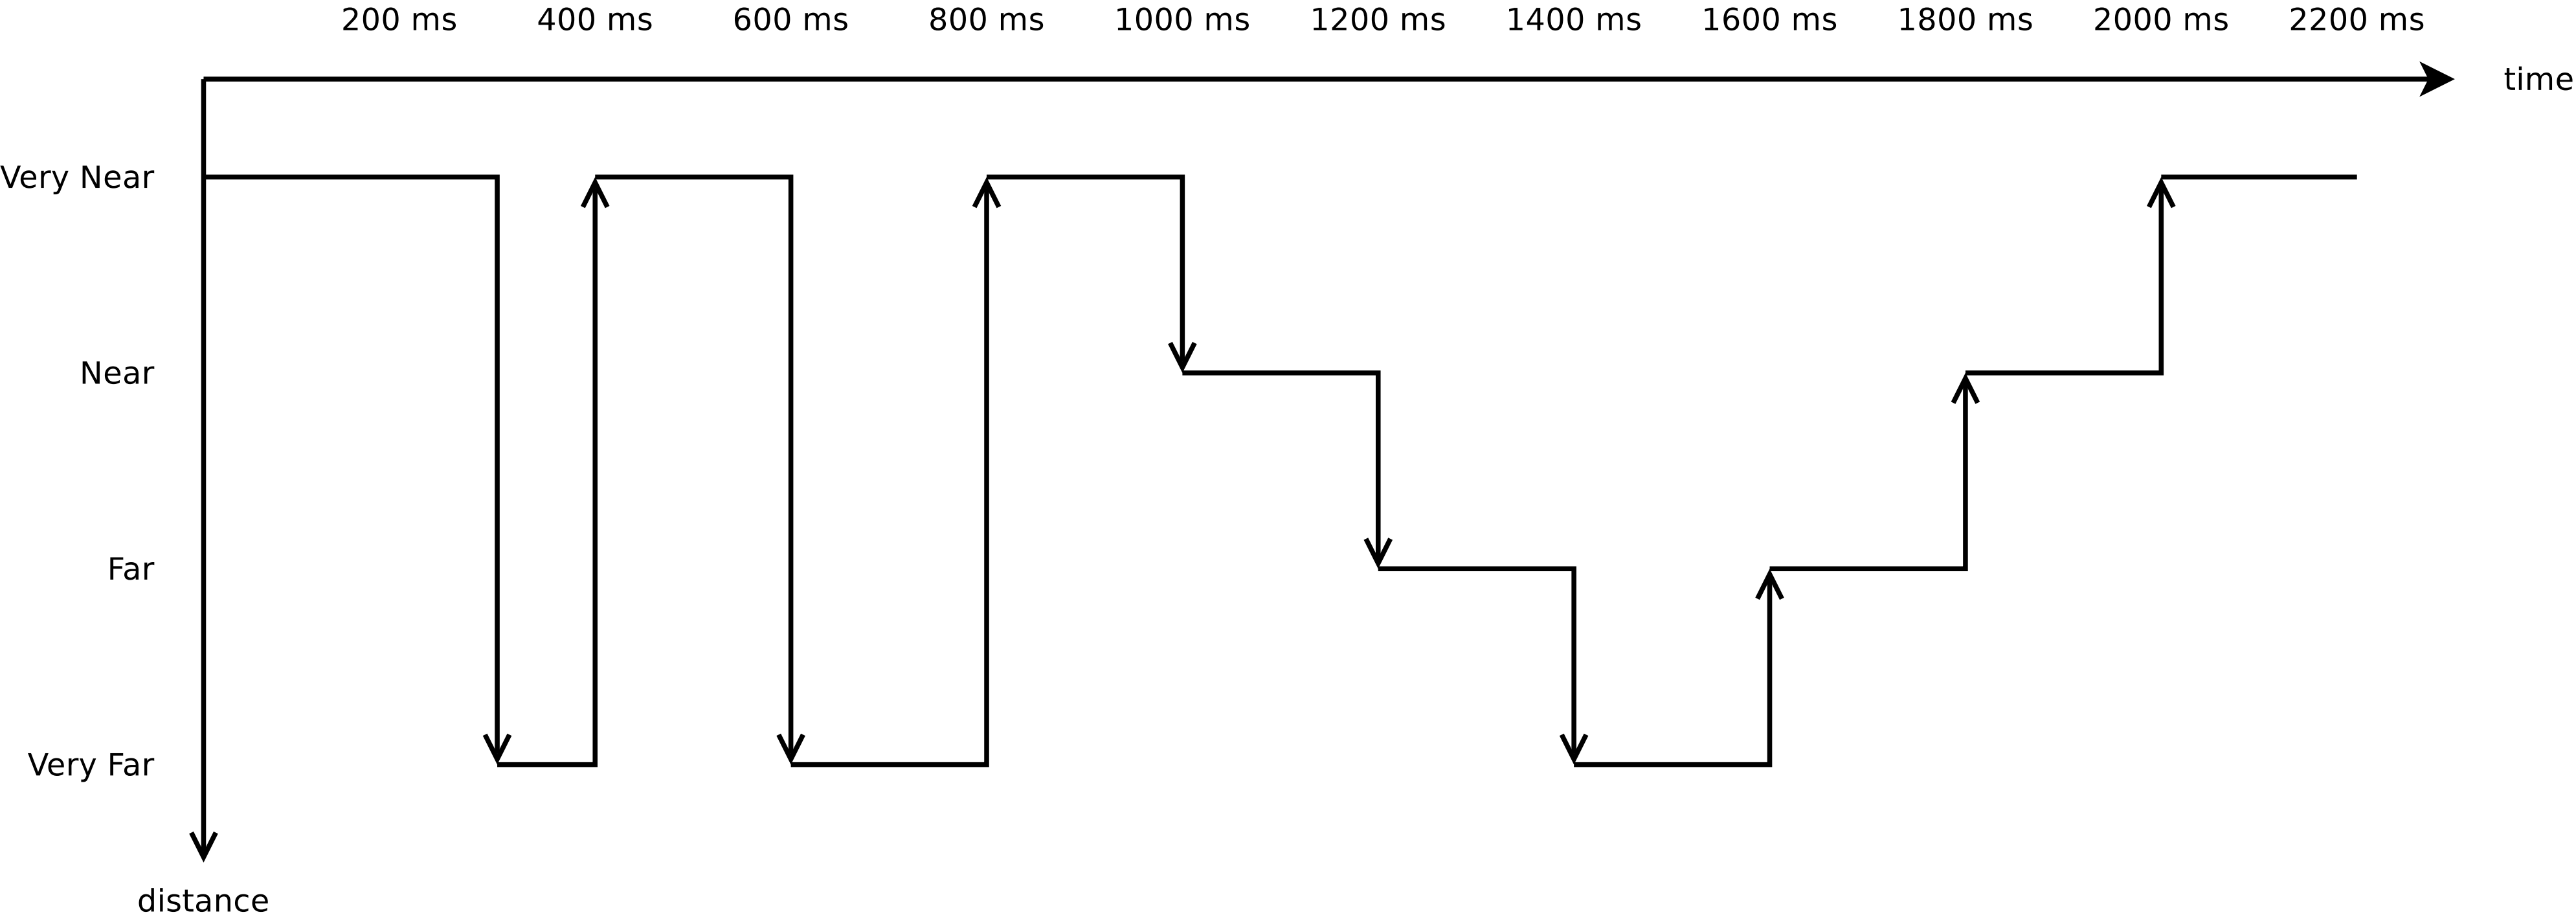 200 ms 400 ms 600 ms 800 ms 1000 ms 1200 ms 1400 ms 1600 ms 1800 ms 2000 ms 2200 ms
time
Very Near
Near
Far
Very Far
distance